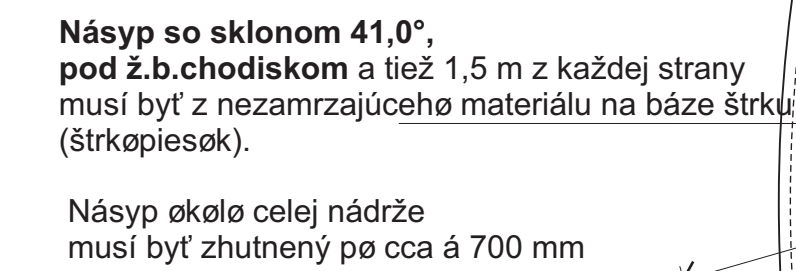 Násyp so sklonom 41,0°,
pod ž.b.chodiskom a tiež 1,5 m z každej strany
musí byť z nezamrzajúcehø materiálu na báze štrku
(štrkøpiesøk).
Násyp økølø celej nádrže
musí byť zhutnený pø cca á 700 mm